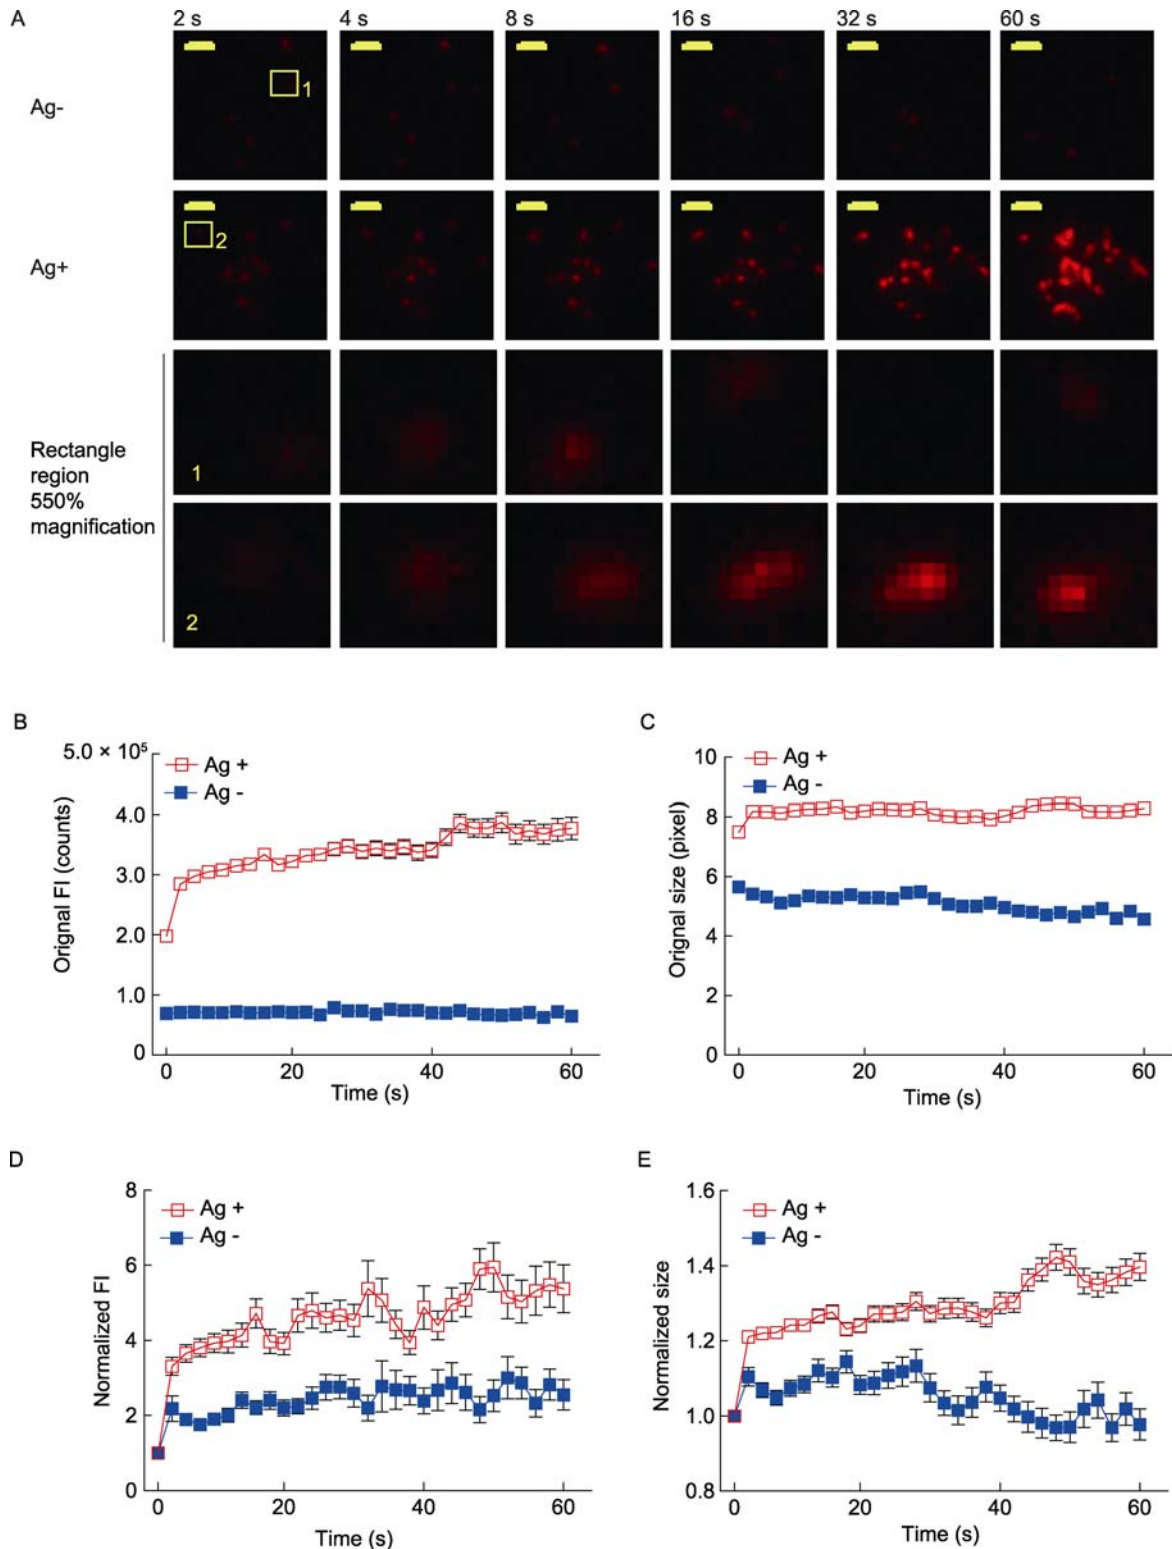 A
2 s 4 s 8 s 16 s 32 s 60 s
1
Ag-
2
Ag+
Rectangle
region
550%
magnification
1
2
B
5.0 × 10⁵
4.0
3.0
2.0
1.0
0
Ag +
Ag -
Orignal FI (counts)
0 20 40 60
Time (s)
C
10
8
6
4
2
0
Ag +
Ag -
Orignal size (pixel)
0 20 40 60
Time (s)
D
8
6
4
2
0
Ag +
Ag -
Normalized FI
0 20 40 60
Time (s)
E
1.6
1.4
1.2
1.0
0.8
Ag +
Ag -
Normalized size
0 20 40 60
Time (s)